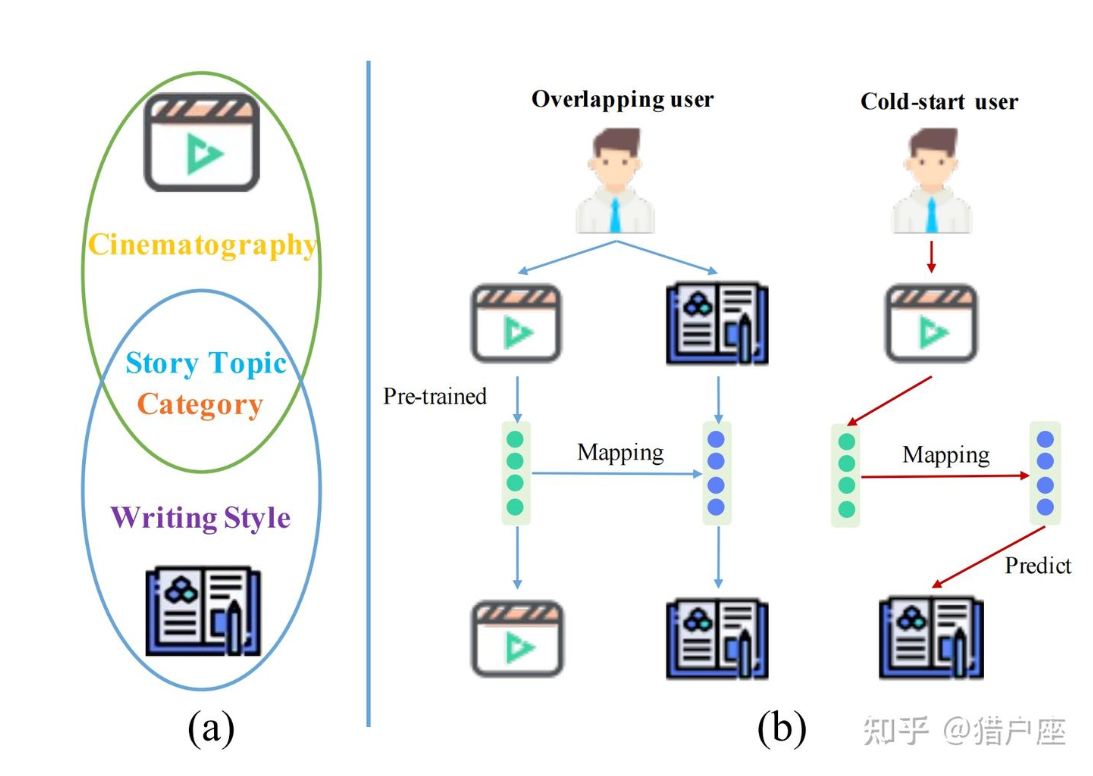 Cinematography
Story Topic
Category
Writing Style
(a)
Overlapping user
Cold-start user
Pre-trained
Mapping
Mapping
Predict
(b)
知乎 @猎户座